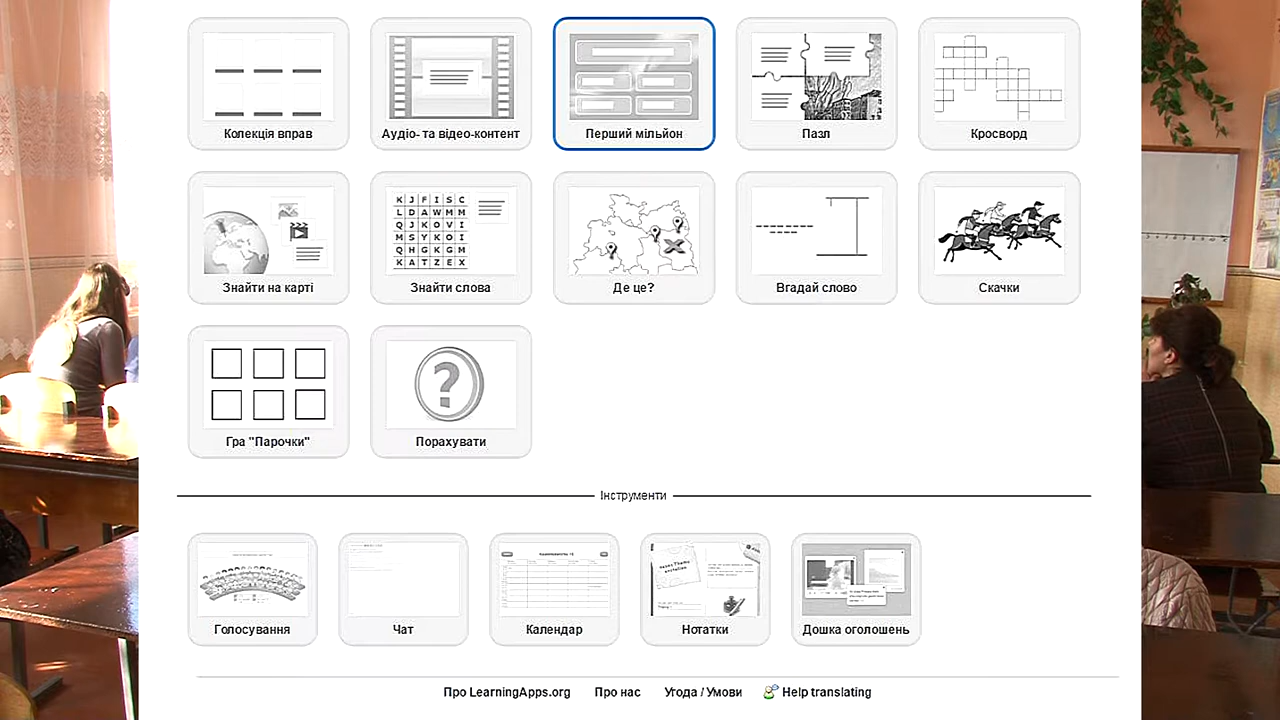 Колекція вправ
Аудіо- та відео-контент
Перший мільйон
Пазл
Кросворд
K J F I S C
L D A W M M
Q J K O V I
M S Y K O I
Q H G K G M
K A T Z E X
Знайти на карті
Знайти слова
Де це?
Вгадай слово
Скачки
Гра "Парочки"
Порахувати
Інструменти
Голосування
Чат
Календар
Нотатки
Дошка оголошень
Про LearningApps.org
Про нас
Угода / Умови
Help translating